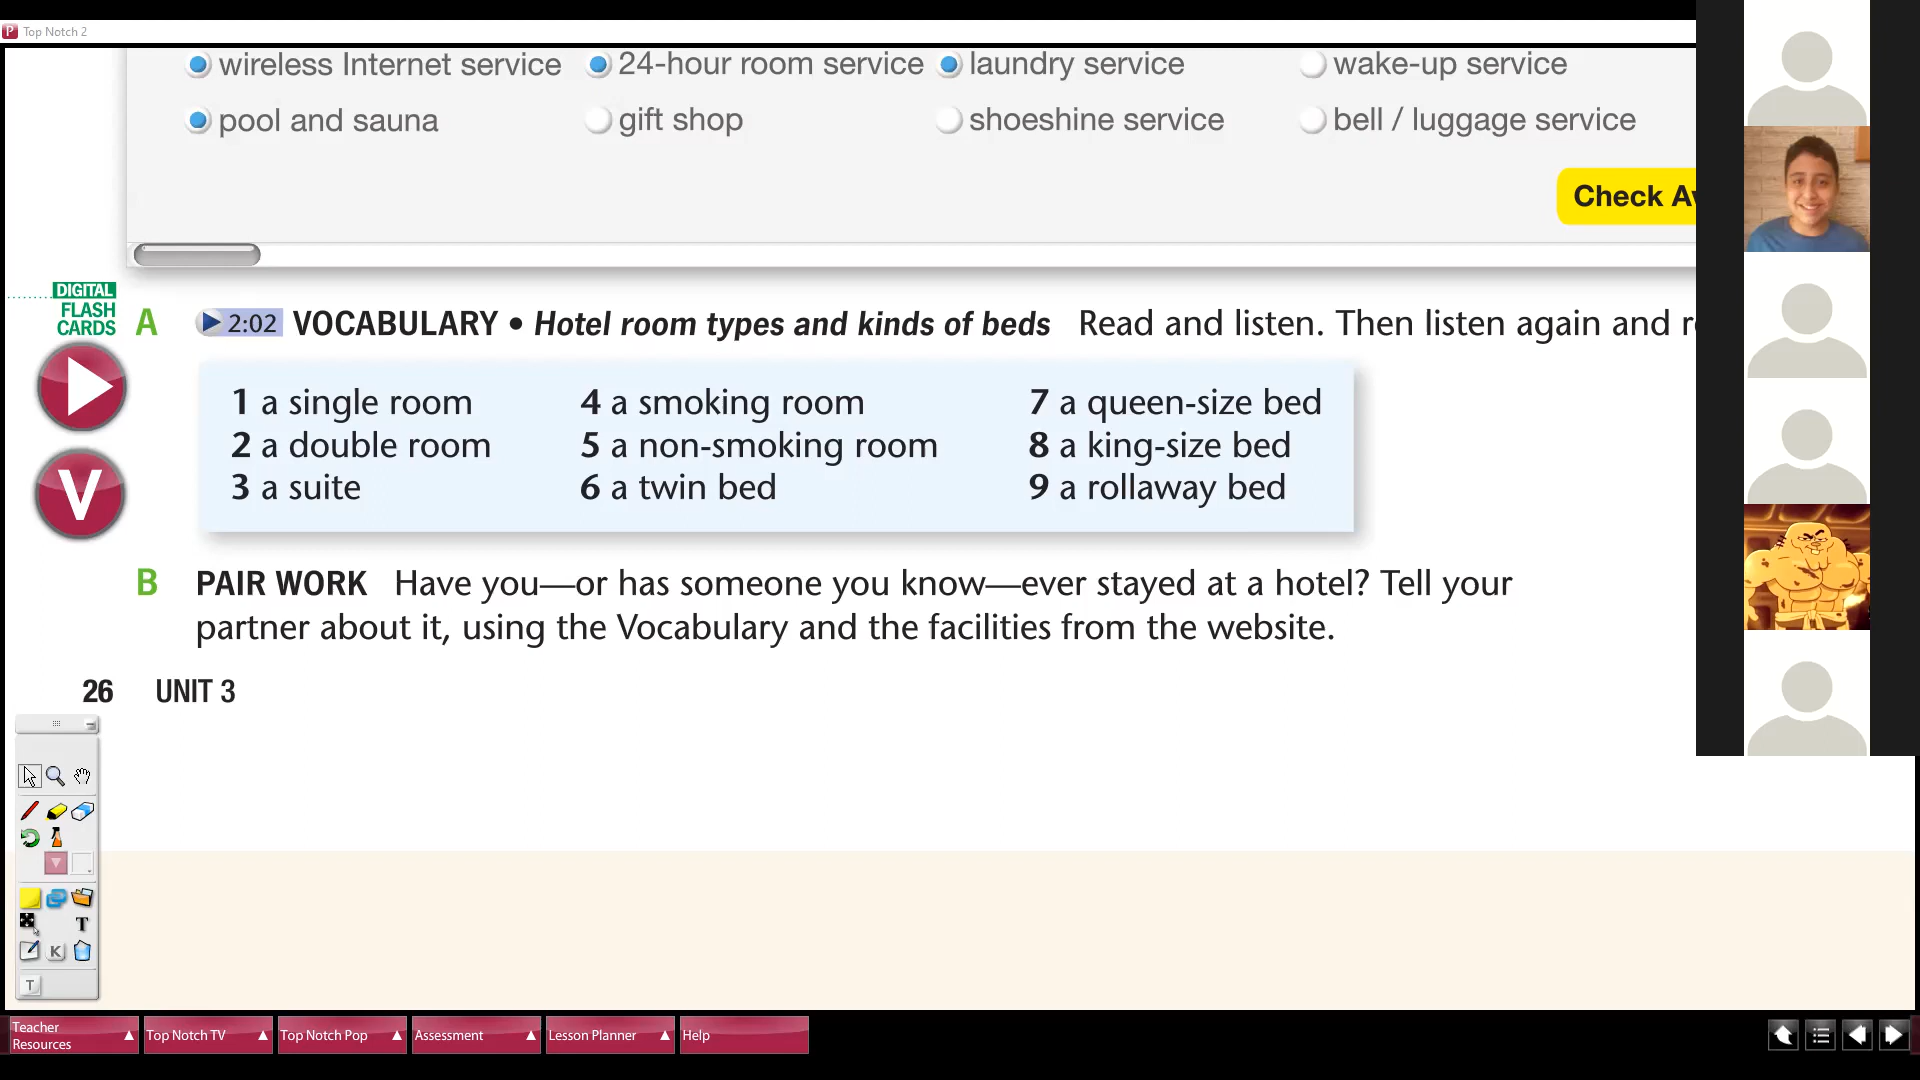 Top Notch 2
wireless Internet service 24-hour room service laundry service wake-up service
pool and sauna gift shop shoeshine service bell / luggage service
Check
DIGITAL
FLASH
CARDS
A 2:02 VOCABULARY • Hotel room types and kinds of beds Read and listen. Then listen again and
1 a single room 4 a smoking room 7 a queen-size bed
2 a double room 5 a non-smoking room 8 a king-size bed
3 a suite 6 a twin bed 9 a rollaway bed
V
B PAIR WORK Have you—or has someone you know—ever stayed at a hotel? Tell your
partner about it, using the Vocabulary and the facilities from the website.
26 UNIT 3
T
K
T
Teacher
Resources
Top Notch TV
Top Notch Pop
Assessment
Lesson Planner
Help